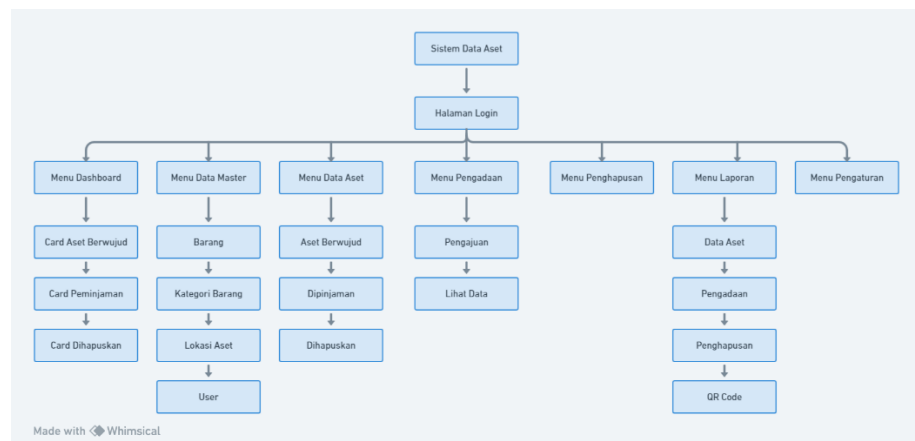 Sistem Data Aset
Halaman Login
Menu Dashboard
Menu Data Master
Menu Data Aset
Menu Pengadaan
Menu Penghapusan
Menu Laporan
Menu Pengaturan
Card Aset Berwujud
Barang
Aset Berwujud
Pengajuan
Data Aset
Card Peminjaman
Kategori Barang
Dipinjaman
Lihat Data
Pengadaan
Card Dihapuskan
Lokasi Aset
Dihapuskan
Penghapusan
User
QR Code
Made with Whimsical